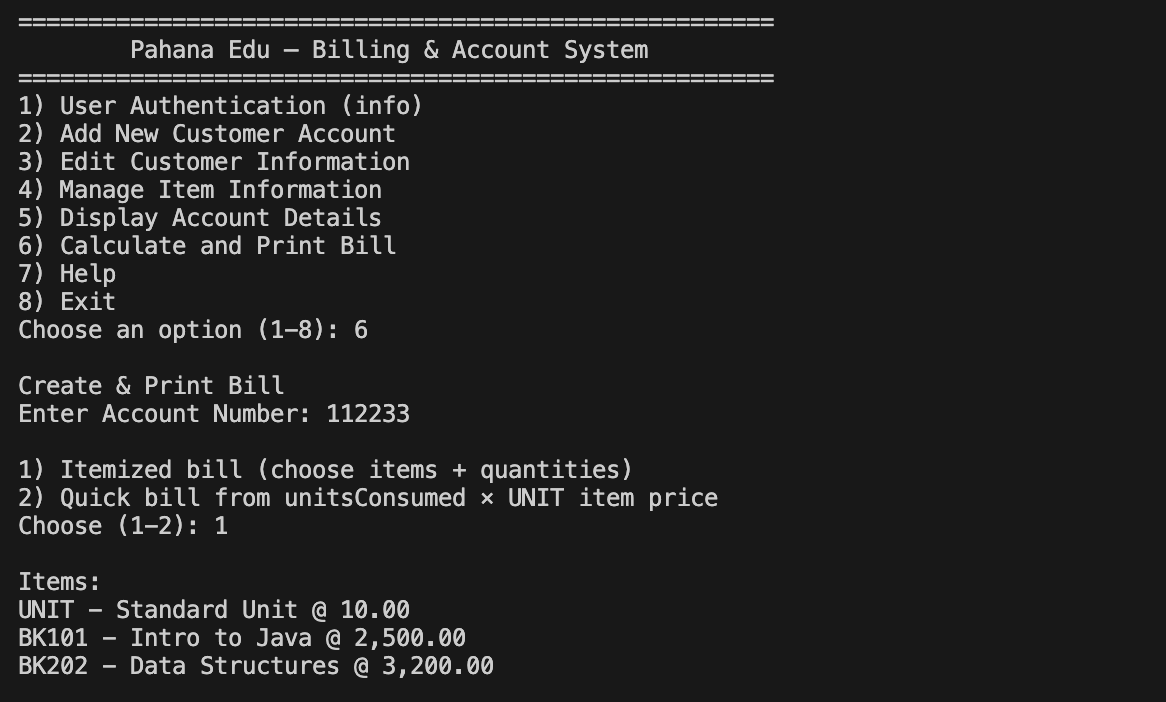 ======================================================
Pahana Edu – Billing & Account System
======================================================
1) User Authentication (info)
2) Add New Customer Account
3) Edit Customer Information
4) Manage Item Information
5) Display Account Details
6) Calculate and Print Bill
7) Help
8) Exit
Choose an option (1–8): 6
Create & Print Bill
Enter Account Number: 112233
1) Itemized bill (choose items + quantities)
2) Quick bill from unitsConsumed × UNIT item price
Choose (1–2): 1
Items:
UNIT – Standard Unit @ 10.00
BK101 – Intro to Java @ 2,500.00
BK202 – Data Structures @ 3,200.00